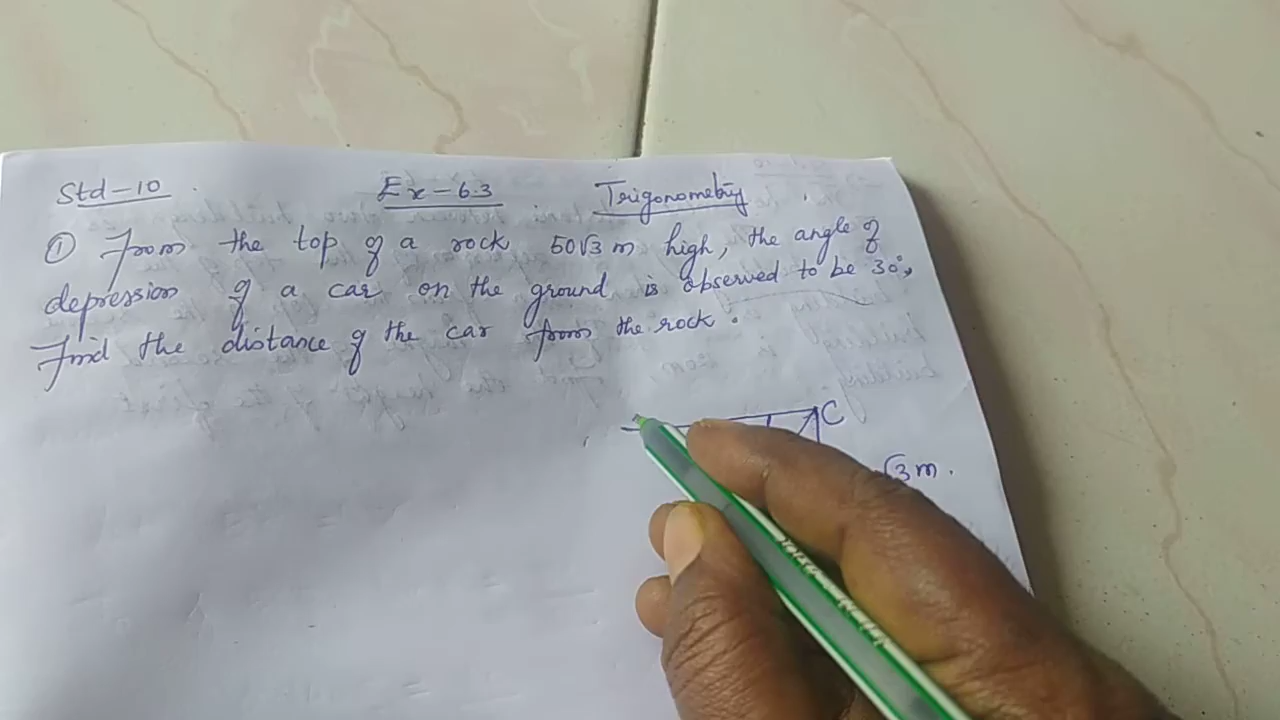 Std-10 Ex-6.3 Trigonometry
① From the top of a rock 50√3 m high, the angle of
depression of a car on the ground is observed to be 30°,
Find the distance of the car from the rock.
C
√3 m.